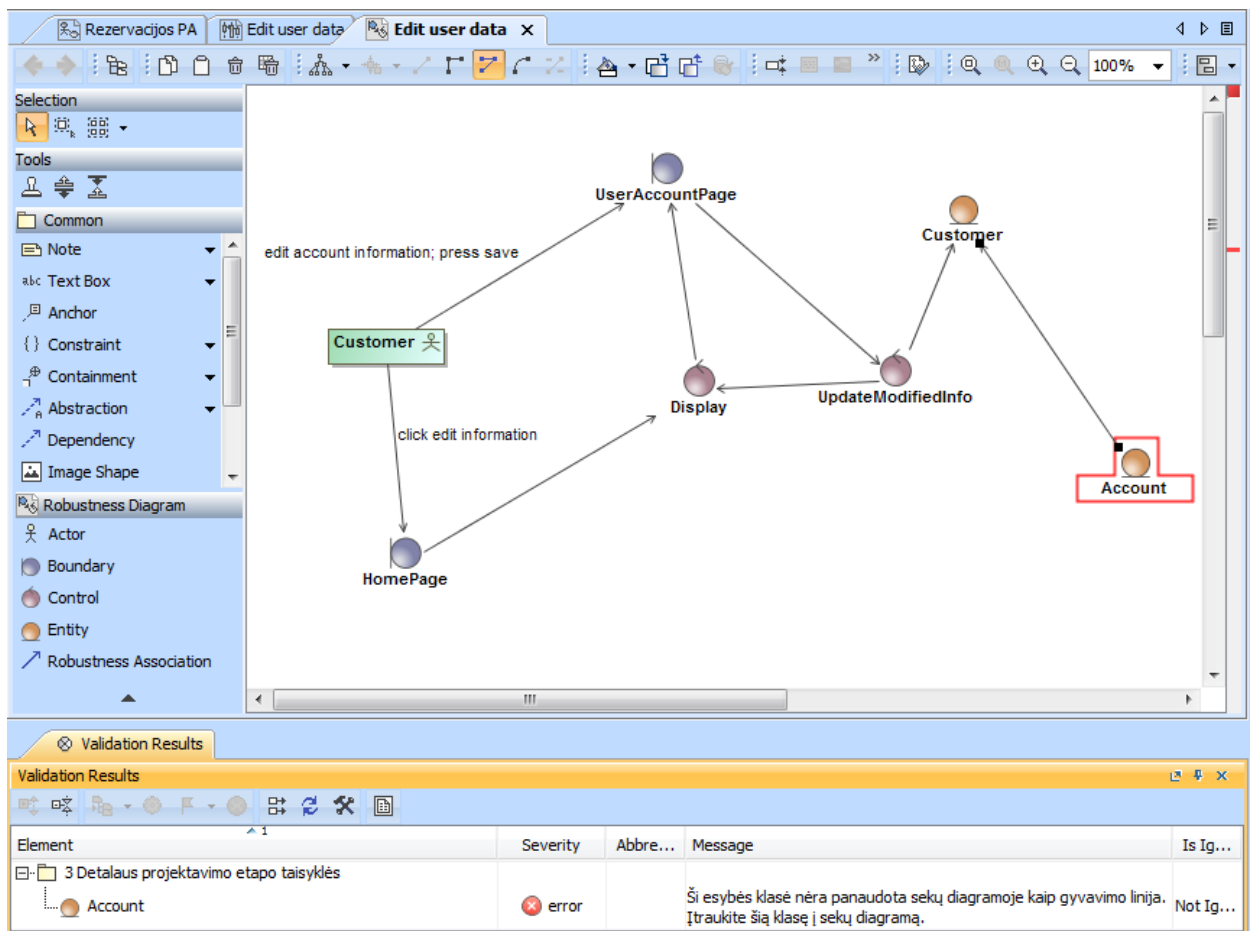 Rezervacijos PA
Edit user data
Edit user data
100%
Selection
Tools
Common
Note
abc Text Box
Anchor
{ } Constraint
Containment
Abstraction
Dependency
Image Shape
Robustness Diagram
Actor
Boundary
Control
Entity
Robustness Association
UserAccountPage
Customer
edit account information; press save
Customer
Display
UpdateModifiedInfo
click edit information
Account
HomePage
Validation Results
Validation Results
1
Element Severity Abbre... Message Is Ig...
3 Detalaus projektavimo etapo taisyklės
Account error Ši esybės klasė nėra panaudota sekų diagramoje kaip gyvavimo linija. Not Ig...
Įtraukite šią klasę į sekų diagramą.